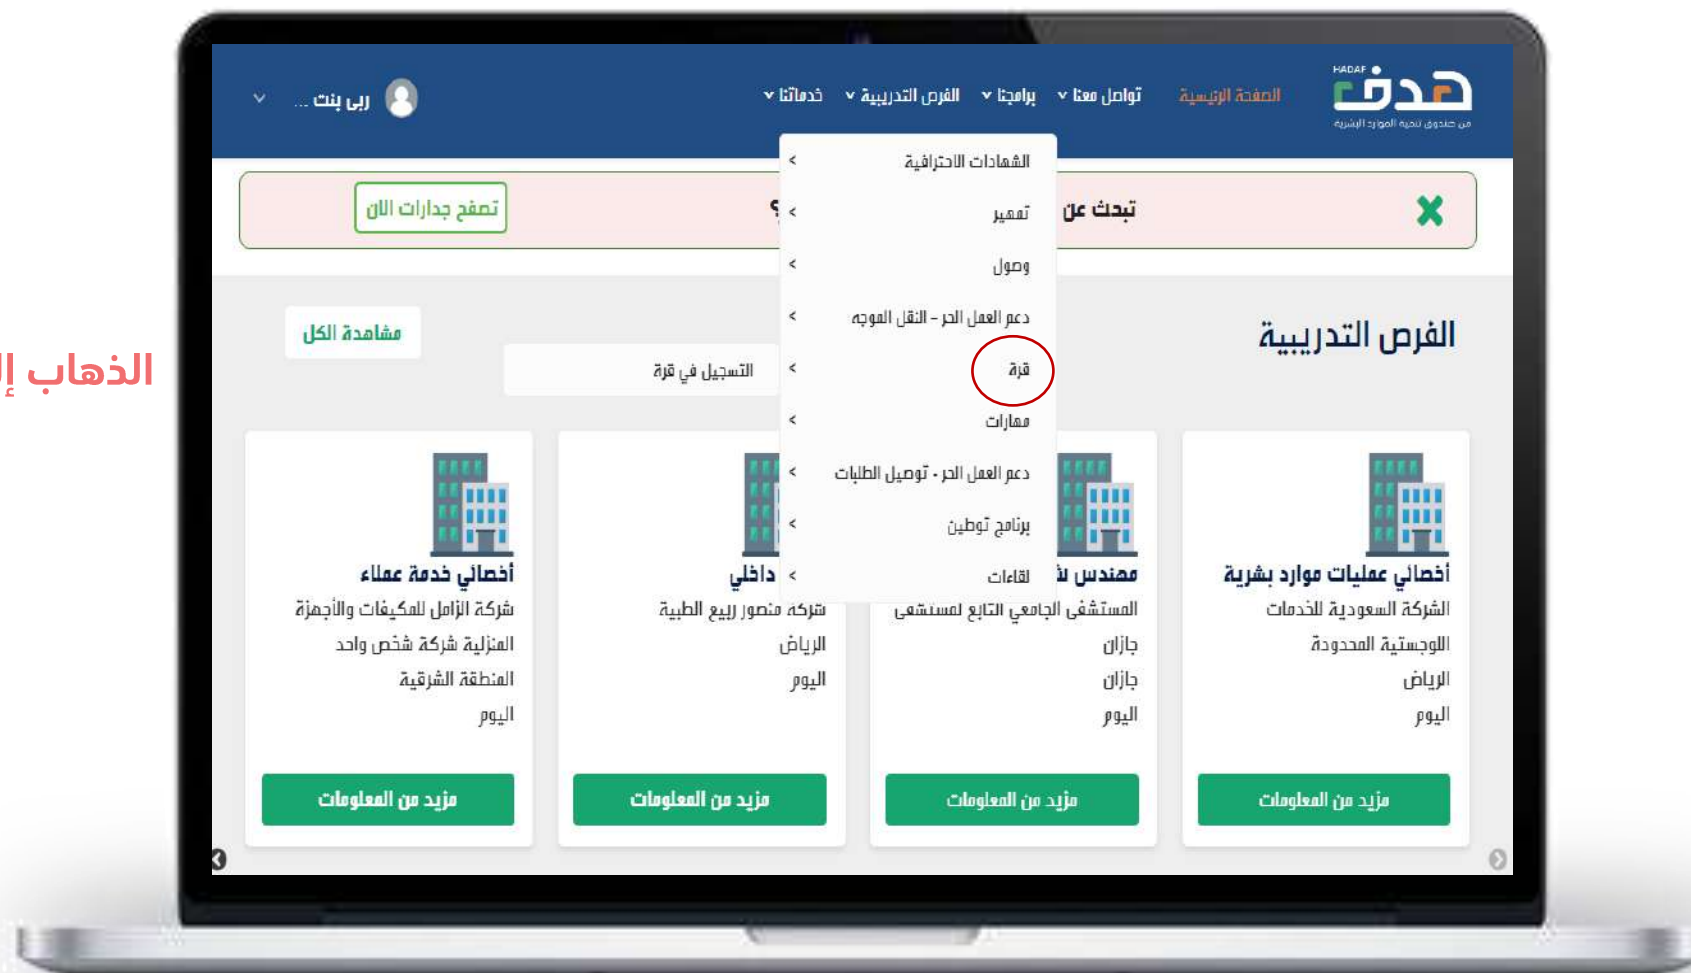 HADAF
هدف
من صندوق تنمية الموارد البشرية
الصفحة الرئيسية
تواصل معنا
برامجنا
الفرص التدريبية
خدماتنا
ربى بنت ...
الشهادات الاحترافية
تمهير
وصول
دعم العمل الحر - النقل الموجه
قرة
مهارات
دعم العمل الحر - توصيل الطلبات
برنامج توطين
لقاءات
التسجيل في قرة
تبحث عن
؟
تصفح جدارات الان
الفرص التدريبية
مشاهدة الكل
الذهاب
أخصائي عمليات موارد بشرية
الشركة السعودية للخدمات
اللوجستية المحدودة
الرياض
اليوم
مزيد من المعلومات
مهندس
المستشفى الجامعي التابع لمستشفى
جازان
جازان
اليوم
مزيد من المعلومات
داخلي
شركة منصور ربيع الطبية
الرياض
اليوم
مزيد من المعلومات
أخصائي خدمة عملاء
شركة الزامل للمكيفات والأجهزة
المنزلية شركة شخص واحد
المنطقة الشرقية
اليوم
مزيد من المعلومات